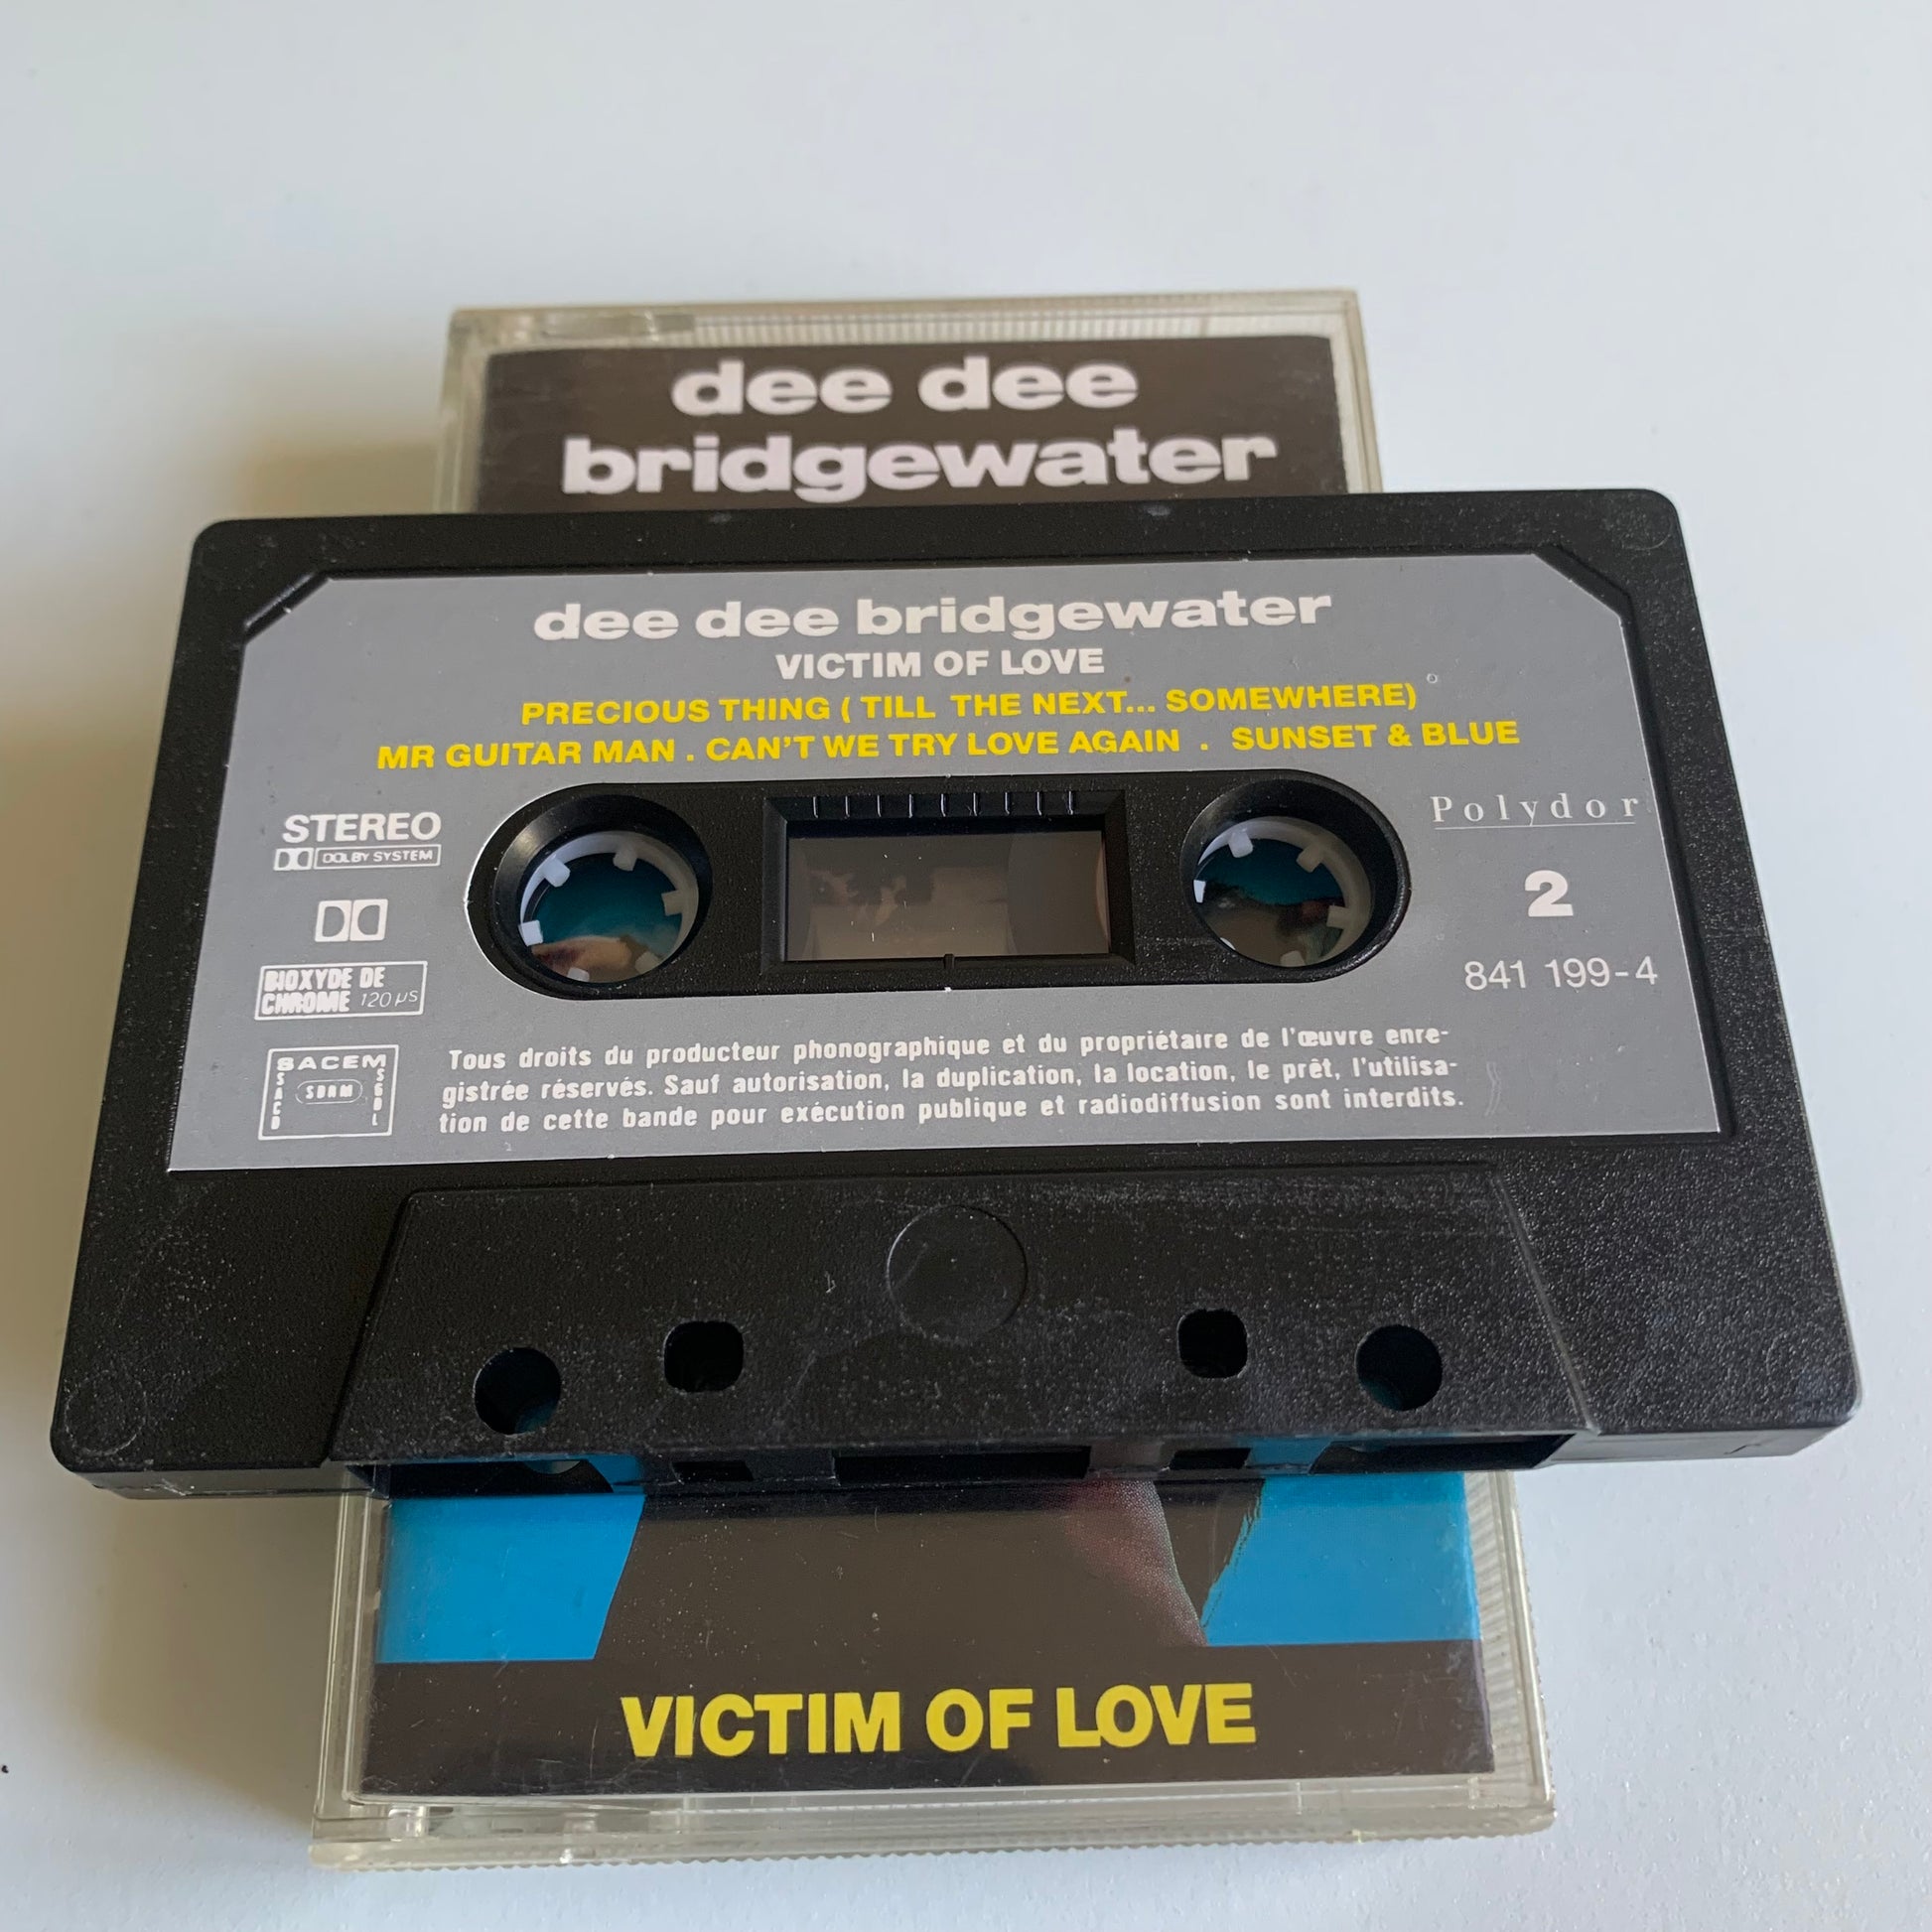 dee dee
bridgewater
dee dee bridgewater
VICTIM OF LOVE
PRECIOUS THING ( TILL THE NEXT... SOMEWHERE)
MR GUITAR MAN . CAN'T WE TRY LOVE AGAIN . SUNSET & BLUE
STEREO
DOLBY SYSTEM
BIOXYDE DE
CHROME 120 µs
Polydor
2
841 199-4
SACEM
SACD
SDRM
SGDL
Tous droits du producteur phonographique et du propriétaire de l'œuvre enre-
gistrée réservés. Sauf autorisation, la duplication, la location, le prêt, l'utilisa-
tion de cette bande pour exécution publique et radiodiffusion sont interdits.
VICTIM OF LOVE